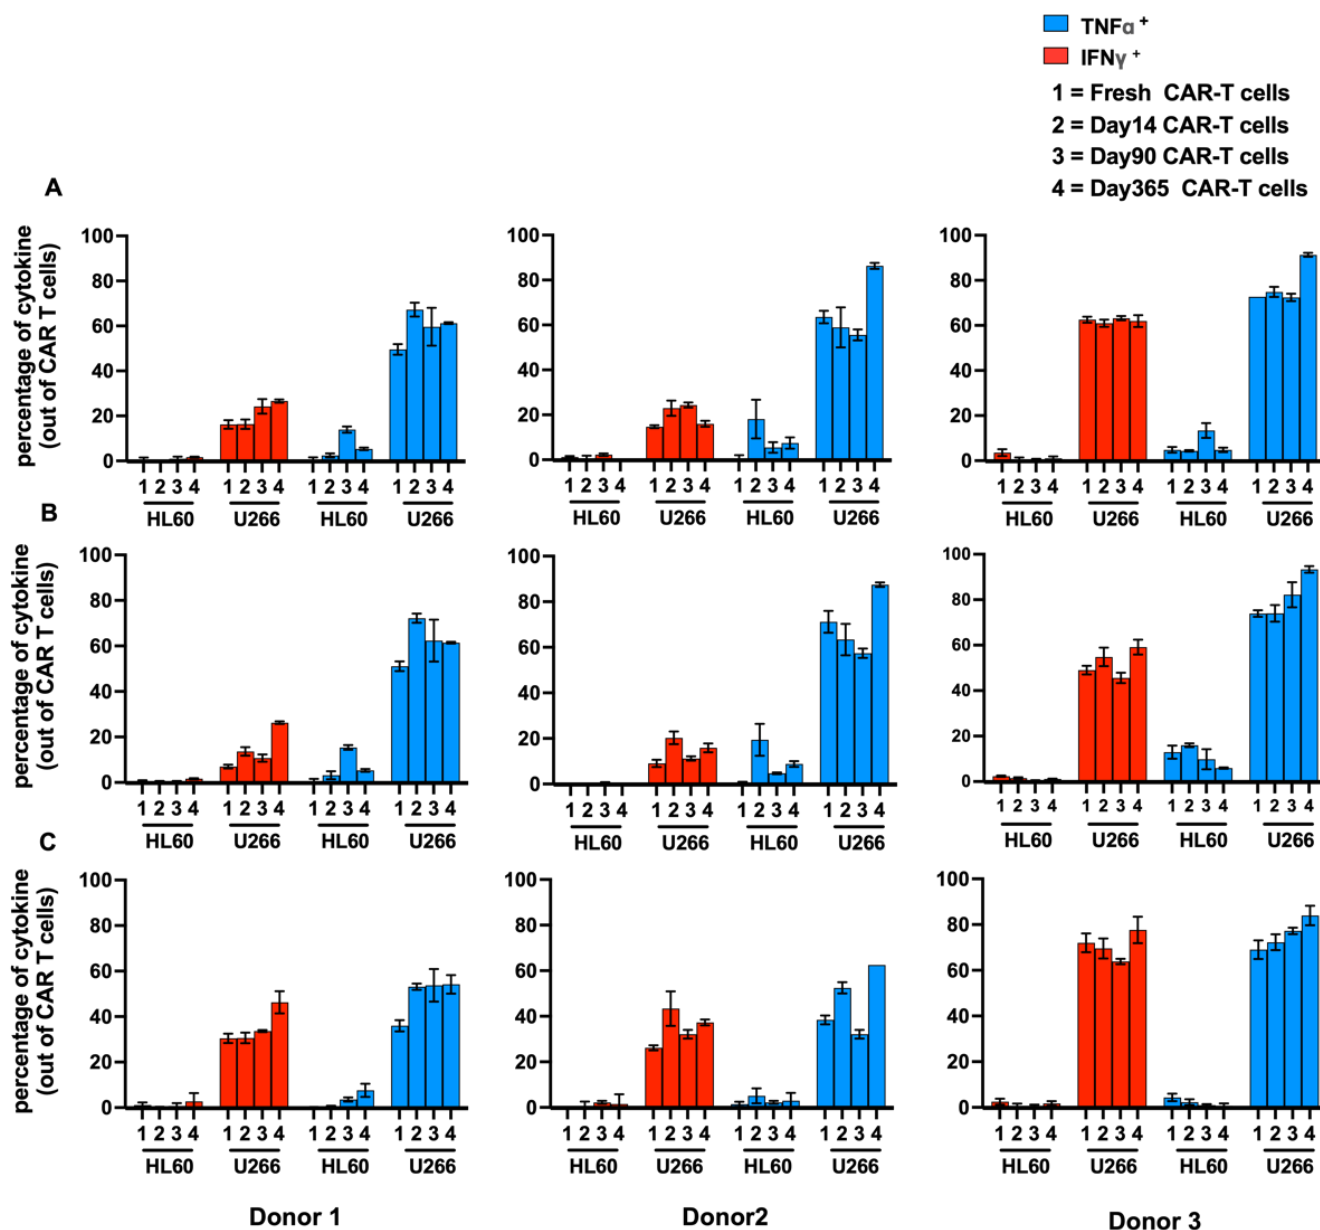 TNFα +
IFNγ +
1 = Fresh CAR-T cells
2 = Day14 CAR-T cells
3 = Day90 CAR-T cells
4 = Day365 CAR-T cells
A
percentage of cytokine
(out of CAR T cells)
100
80
60
40
20
0
1 2 3 4 1 2 3 4 1 2 3 4 1 2 3 4
HL60 U266 HL60 U266
100
80
60
40
20
0
1 2 3 4 1 2 3 4 1 2 3 4 1 2 3 4
HL60 U266 HL60 U266
100
80
60
40
20
0
1 2 3 4 1 2 3 4 1 2 3 4 1 2 3 4
HL60 U266 HL60 U266
B
percentage of cytokine
(out of CAR T cells)
100
80
60
40
20
0
1 2 3 4 1 2 3 4 1 2 3 4 1 2 3 4
HL60 U266 HL60 U266
100
80
60
40
20
0
1 2 3 4 1 2 3 4 1 2 3 4 1 2 3 4
HL60 U266 HL60 U266
100
80
60
40
20
0
1 2 3 4 1 2 3 4 1 2 3 4 1 2 3 4
HL60 U266 HL60 U266
C
percentage of cytokine
(out of CAR T cells)
100
80
60
40
20
0
1 2 3 4 1 2 3 4 1 2 3 4 1 2 3 4
HL60 U266 HL60 U266
100
80
60
40
20
0
1 2 3 4 1 2 3 4 1 2 3 4 1 2 3 4
HL60 U266 HL60 U266
100
80
60
40
20
0
1 2 3 4 1 2 3 4 1 2 3 4 1 2 3 4
HL60 U266 HL60 U266
Donor 1
Donor2
Donor 3